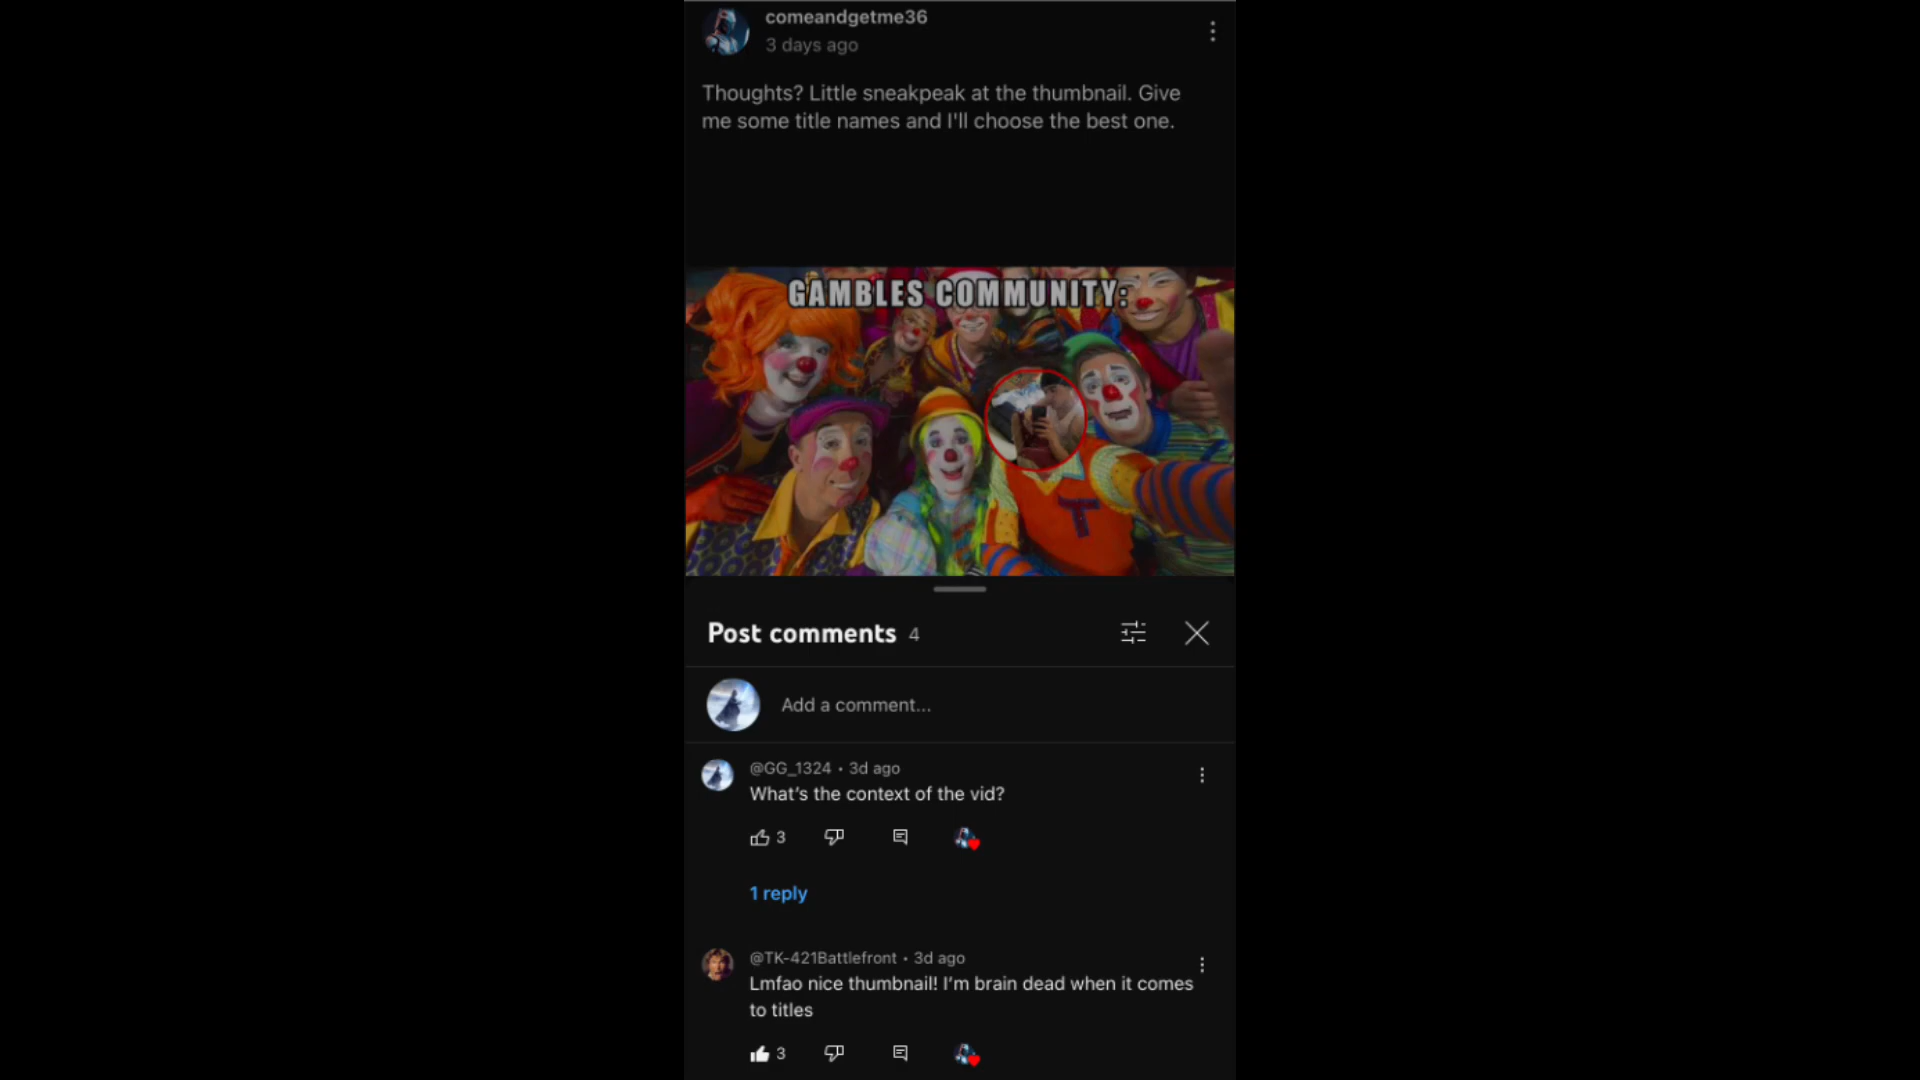 comeandgetme36
3 days ago
Thoughts? Little sneakpeak at the thumbnail. Give
me some title names and I'll choose the best one.
GAMBLES COMMUNITY:
T
Post comments 4
Add a comment...
@GG_1324 • 3d ago
What's the context of the vid?
3
1 reply
@TK-421Battlefront • 3d ago
Lmfao nice thumbnail! I'm brain dead when it comes
to titles
3